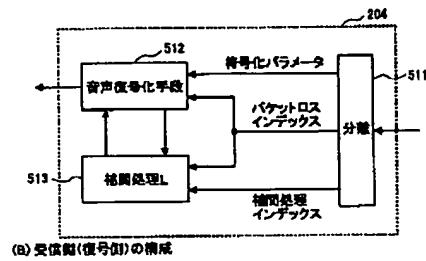 204
512
音声復号化手段
符号化パラメータ
511
パケットロス
インデックス
分離
513
補間処理L
補間処理
インデックス
(B) 受信側(復号側)の構成